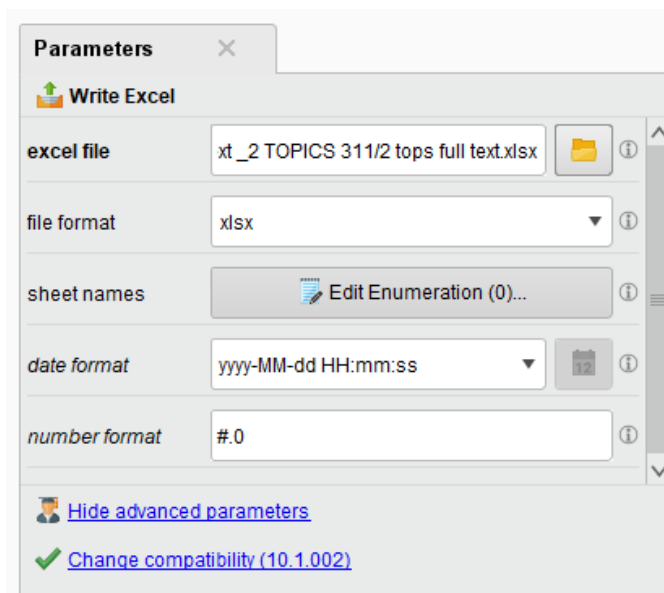 Parameters
Write Excel
excel file
xt _2 TOPICS 311/2 tops full text.xlsx
file format
xlsx
sheet names
Edit Enumeration (0)...
date format
yyyy-MM-dd HH:mm:ss
12
number format
#.0
Hide advanced parameters
Change compatibility (10.1.002)